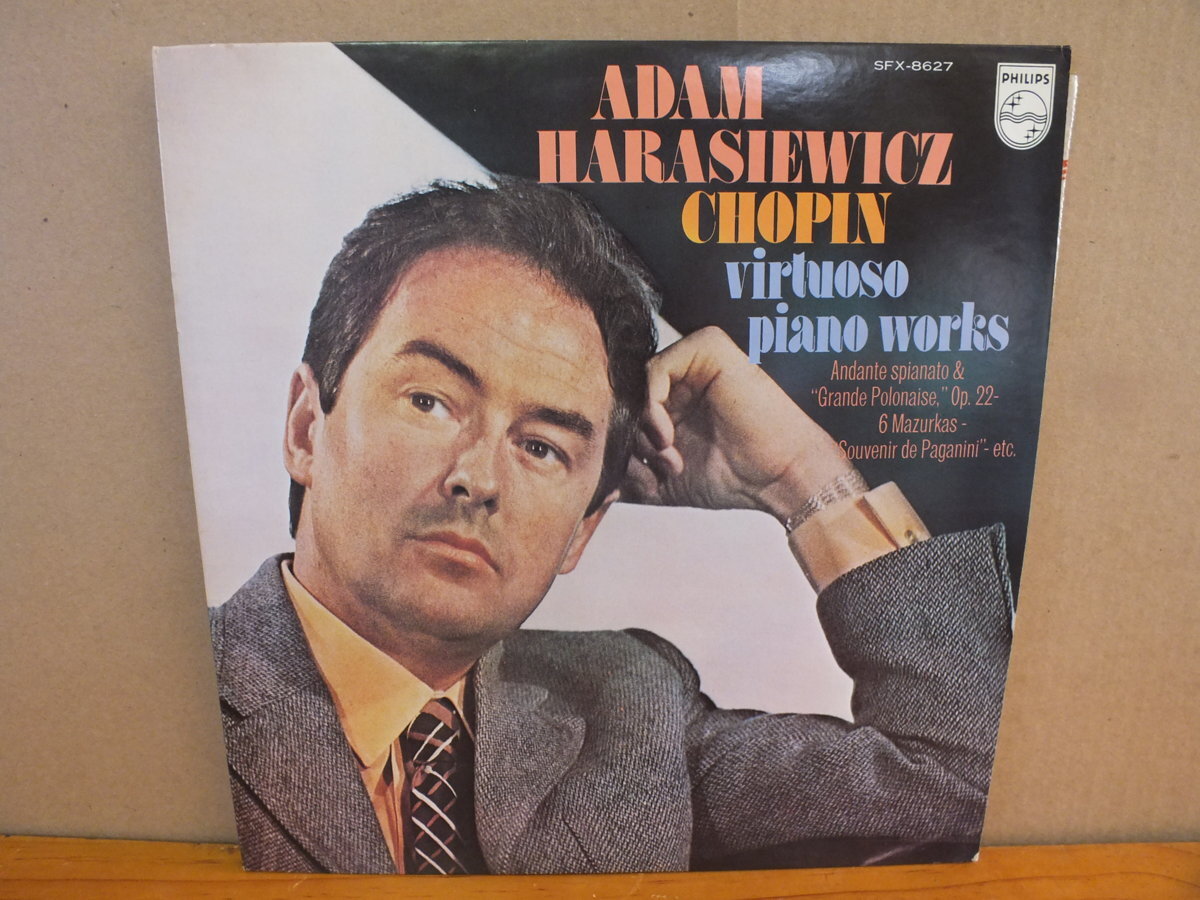 SFX-8627
PHILIPS
ADAM
HARASIEWICZ
CHOPIN
virtuoso
piano works
Andante spianato &
"Grande Polonaise," Op. 22-
6 Mazurkas -
"Souvenir de Paganini"- etc.